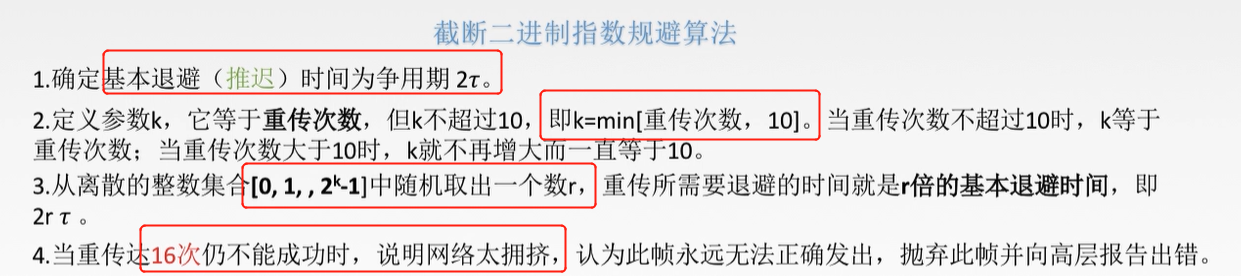 截断二进制指数规避算法
1.确定基本退避（推迟）时间为争用期 2τ。
2.定义参数k，它等于重传次数，但k不超过10，即k=min[重传次数，10]。当重传次数不超过10时，k等于
重传次数；当重传次数大于10时，k就不再增大而一直等于10。
3.从离散的整数集合[0, 1, , 2ᵏ-1]中随机取出一个数r，重传所需要退避的时间就是r倍的基本退避时间，即
2rτ。
4.当重传达16次仍不能成功时，说明网络太拥挤，认为此帧永远无法正确发出，抛弃此帧并向高层报告出错。